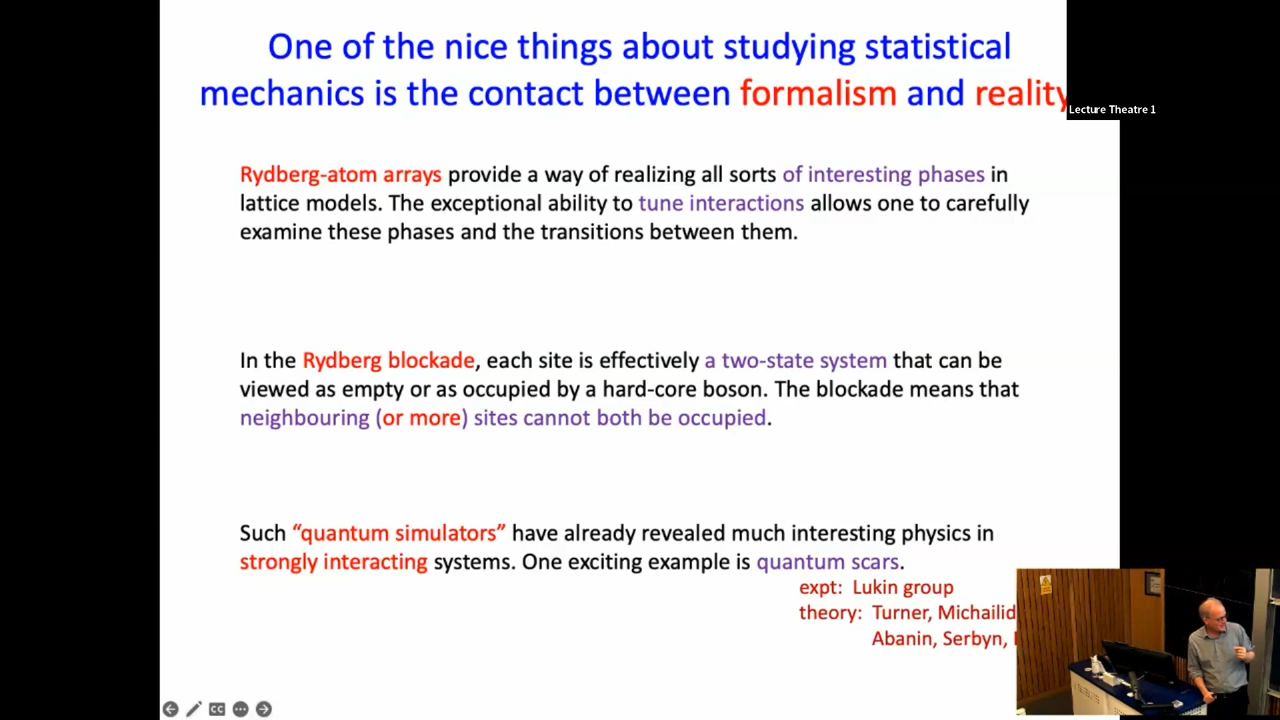 One of the nice things about studying statistical
mechanics is the contact between formalism and reality
Lecture Theatre 1
Rydberg-atom arrays provide a way of realizing all sorts of interesting phases in
lattice models. The exceptional ability to tune interactions allows one to carefully
examine these phases and the transitions between them.
In the Rydberg blockade, each site is effectively a two-state system that can be
viewed as empty or as occupied by a hard-core boson. The blockade means that
neighbouring (or more) sites cannot both be occupied.
Such “quantum simulators” have already revealed much interesting physics in
strongly interacting systems. One exciting example is quantum scars.
expt: Lukin group
theory: Turner, Michailid
Abanin, Serbyn,
CC